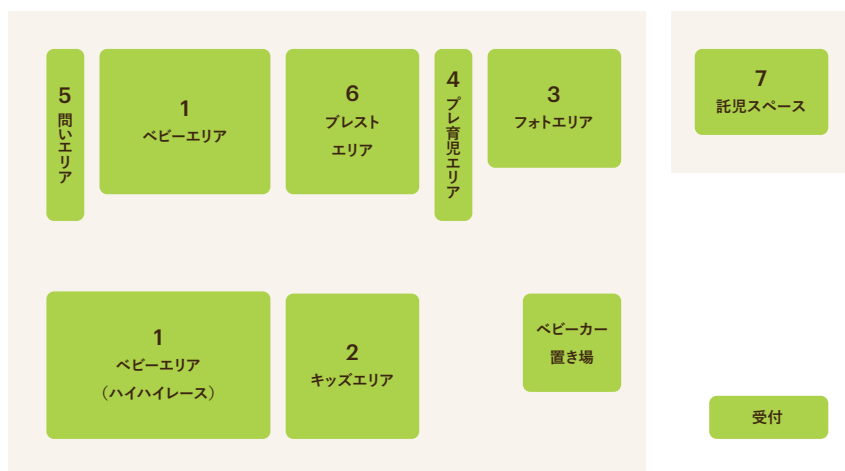 5
問いエリア
1
ベビーエリア
6
ブレスト
エリア
4
プレ育児エリア
3
フォトエリア
7
託児スペース
1
ベビーエリア
（ハイハイレース）
2
キッズエリア
ベビーカー
置き場
受付